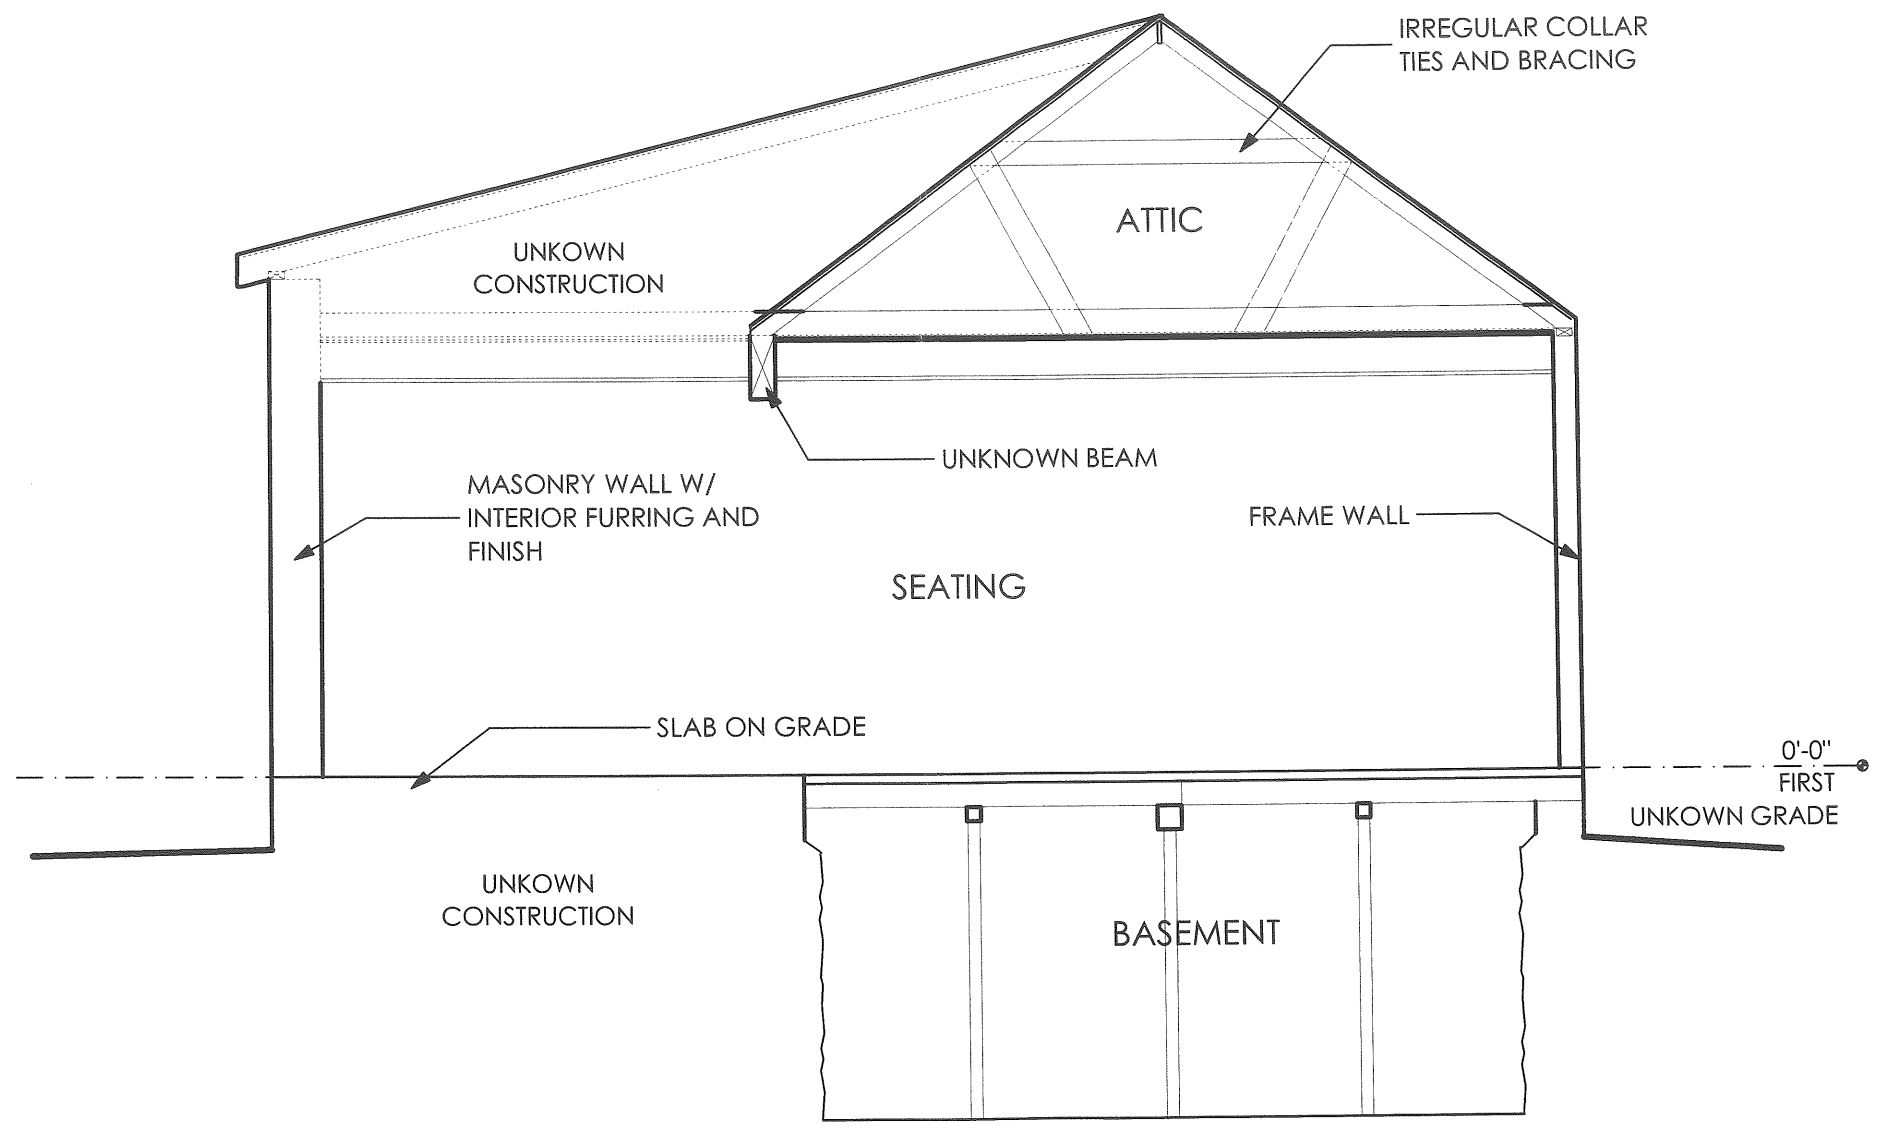 IRREGULAR COLLAR
TIES AND BRACING
ATTIC
UNKOWN
CONSTRUCTION
UNKNOWN BEAM
MASONRY WALL W/
INTERIOR FURRING AND
FINISH
FRAME WALL
SEATING
SLAB ON GRADE
0'-0"
FIRST
UNKOWN GRADE
UNKOWN
CONSTRUCTION
BASEMENT